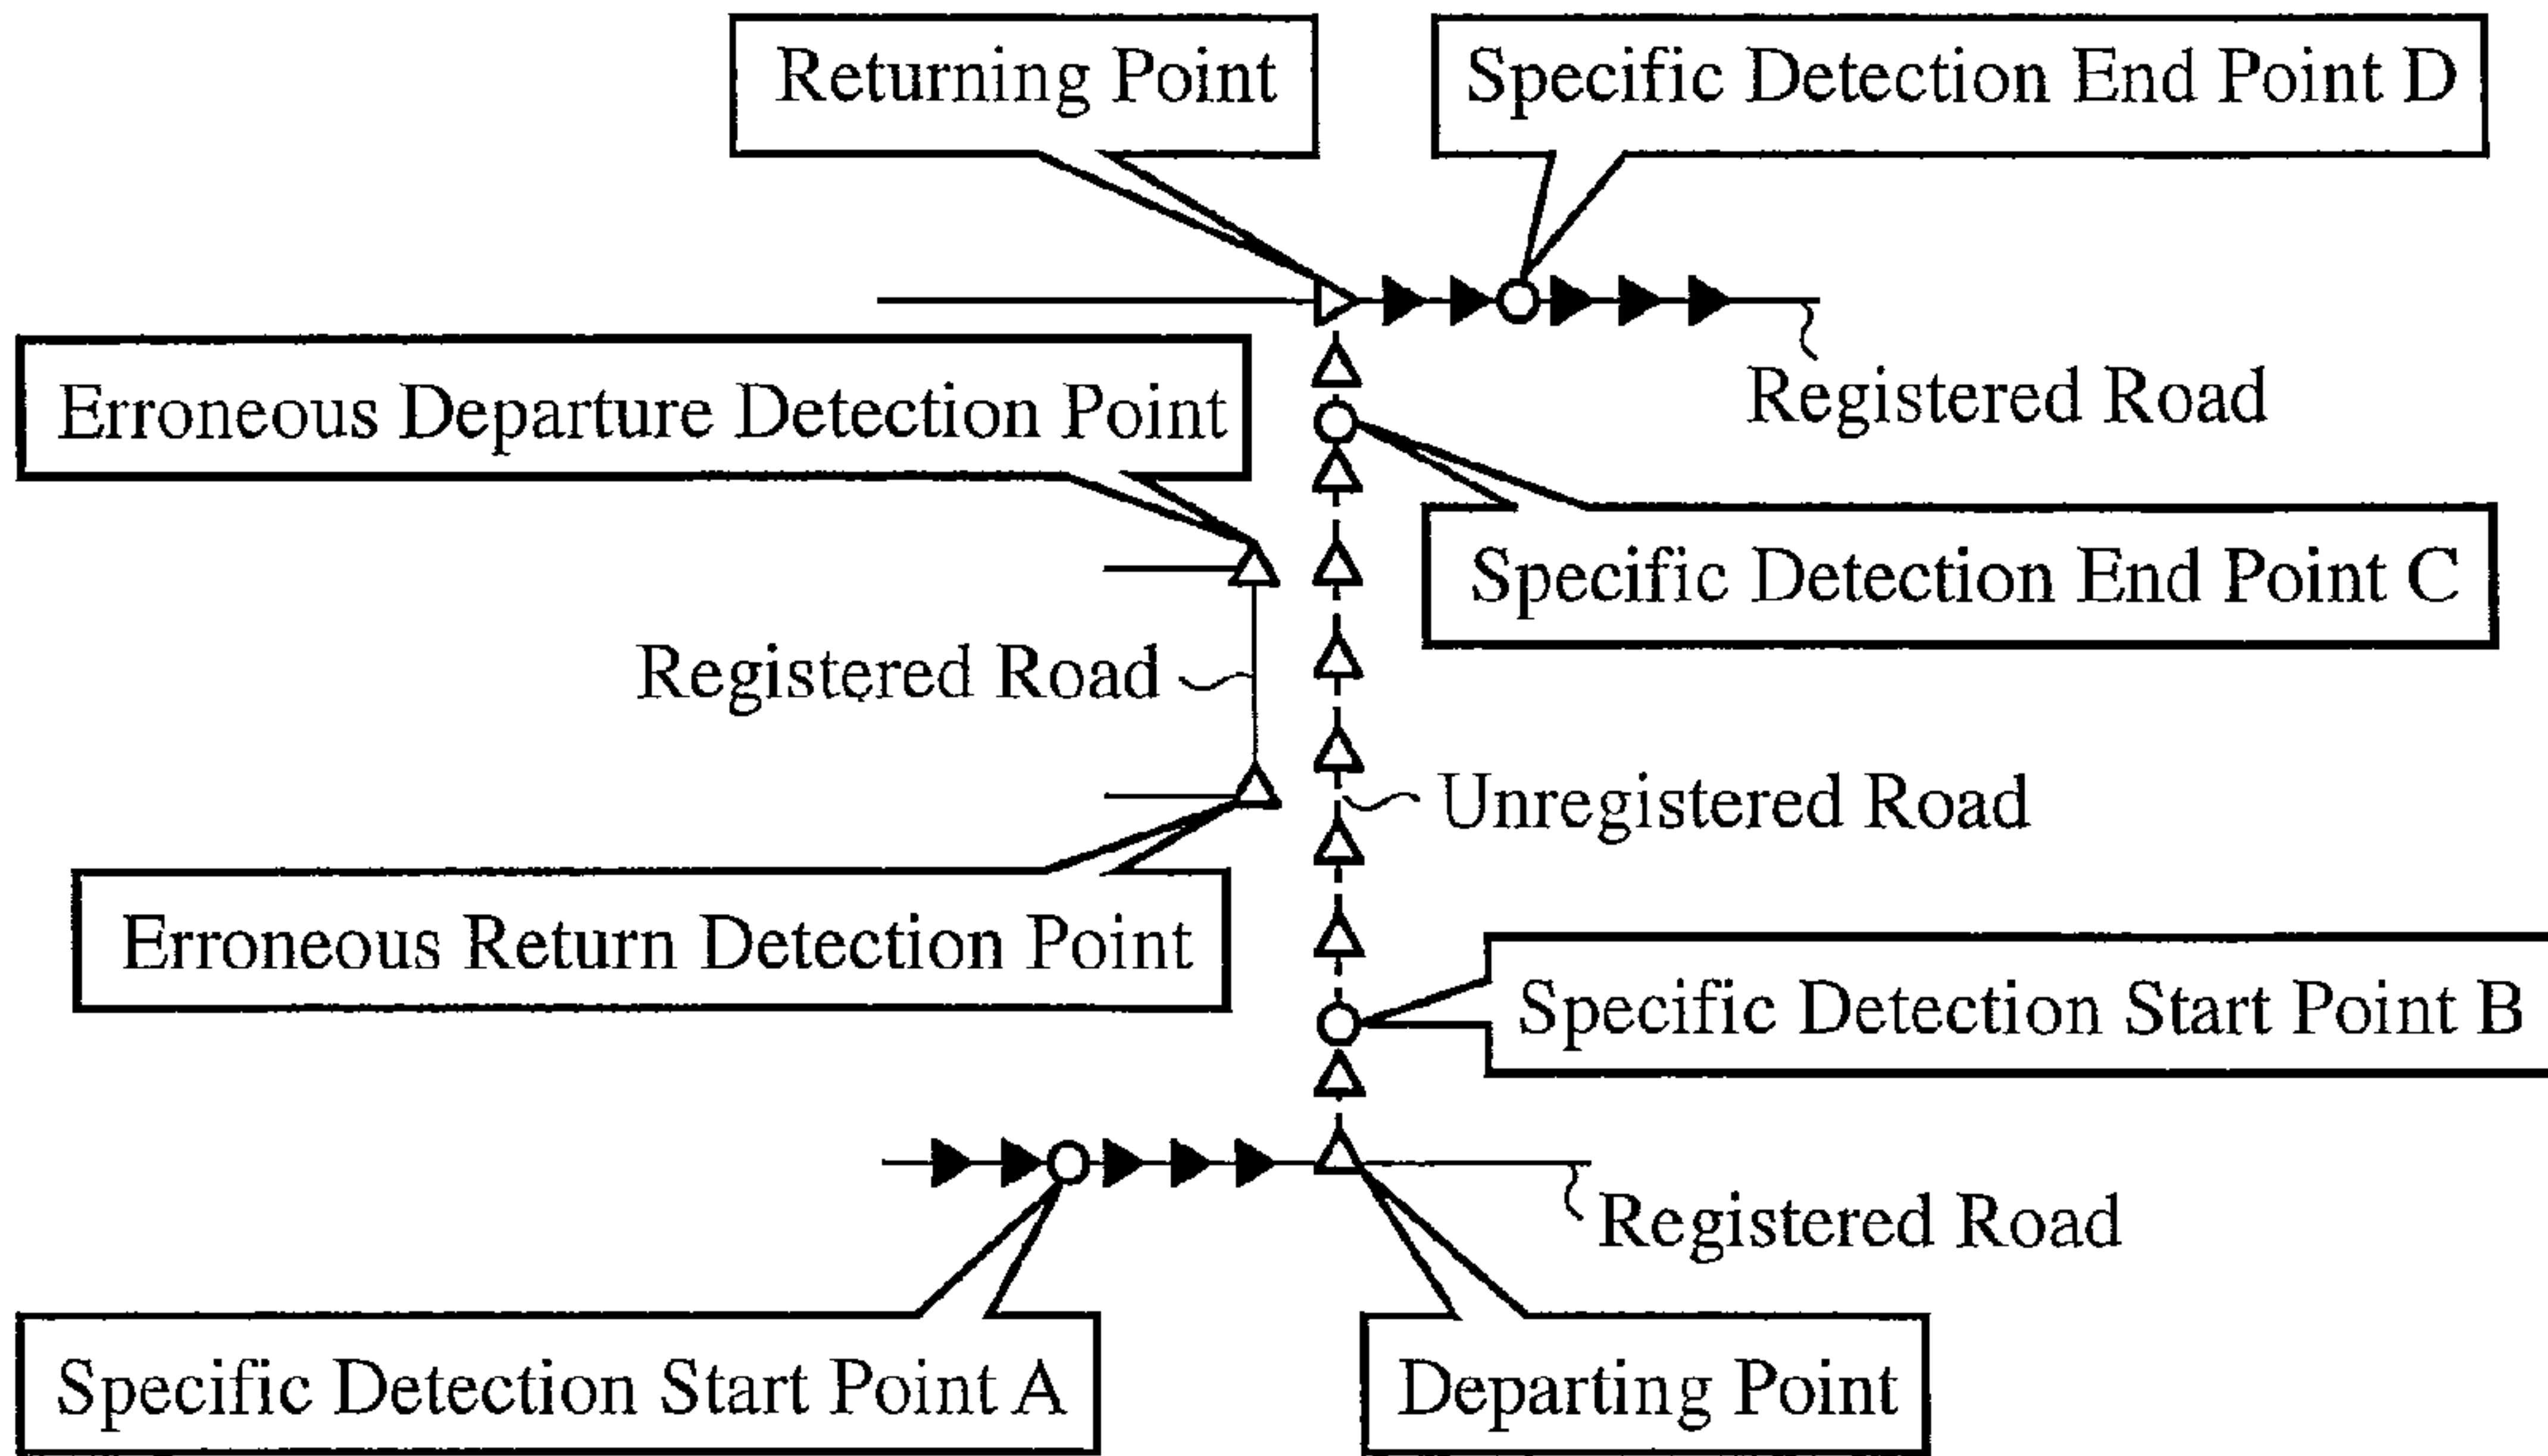 Returning Point
Specific Detection End Point D
Registered Road
Erroneous Departure Detection Point
Specific Detection End Point C
Registered Road
Unregistered Road
Erroneous Return Detection Point
Specific Detection Start Point B
Registered Road
Specific Detection Start Point A
Departing Point